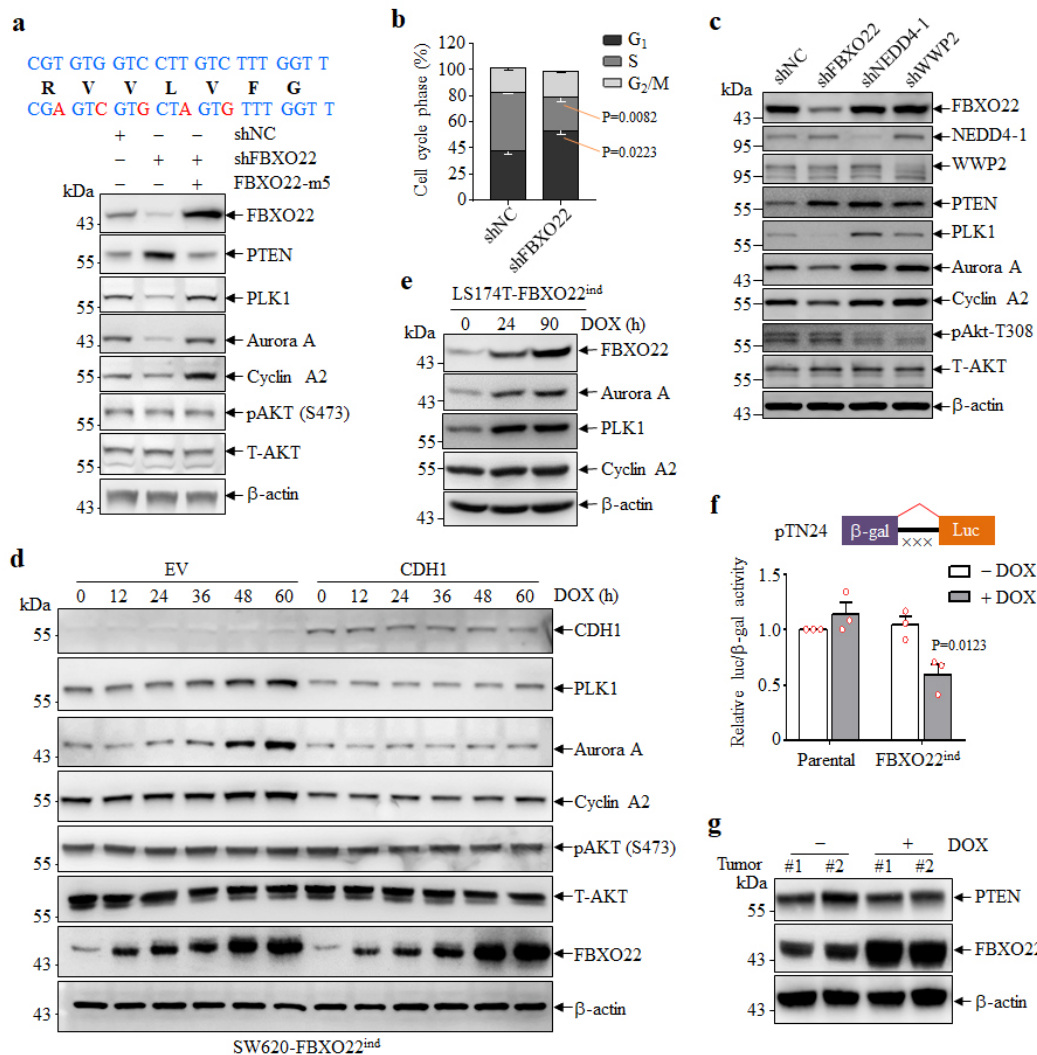 a
CGT GTG GTC CTT GTC TTT GGT T
R V V L V F G
CGA GTC GTG CTA GTG TTT GGT T
+ − − shNC
− + + shFBXO22
− − + FBXO22-m5
kDa
43 FBXO22
55 PTEN
55 PLK1
43 Aurora A
55 Cyclin A2
55 pAKT (S473)
55 T-AKT
43 β-actin
b
Cell cycle phase (%)
120
100
80
60
45
20
0
G1
S
G2/M
P=0.0082
P=0.0223
shNC
shFBXO22
c
shNC
shFBXO22
shNEDD4-1
shWWP2
kDa
43 FBXO22
95 NEDD4-1
95 WWP2
55 PTEN
55 PLK1
43 Aurora A
55 Cyclin A2
55 pAkt-T308
55 T-AKT
43 β-actin
e
LS174T-FBXO22ind
kDa 0 24 90 DOX (h)
43 FBXO22
43 Aurora A
55 PLK1
55 Cyclin A2
43 β-actin
d
EV CDH1
0 12 24 36 48 60 0 12 24 36 48 60 DOX (h)
kDa
55 CDH1
55 PLK1
43 Aurora A
55 Cyclin A2
55 pAKT (S473)
55 T-AKT
43 FBXO22
43 β-actin
SW620-FBXO22ind
f
pTN24 β-gal ××× Luc
Relative luc/β-gal activity
1.5
1.0
0.5
0
− DOX
+ DOX
P=0.0123
Parental FBXO22ind
g
− + DOX
Tumor #1 #2 #1 #2
kDa
55 PTEN
43 FBXO22
43 β-actin